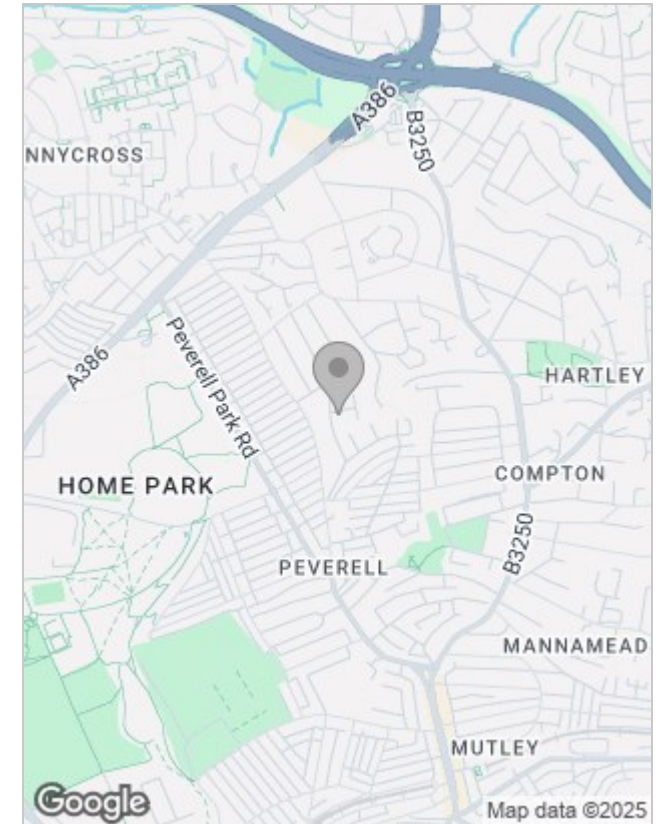 A386
B3250
NNYCROSS
Peverell Park Rd
A386
HARTLEY
HOME PARK
COMPTON
B3250
PEVERELL
MANNAMEAD
MUTLEY
Google
Map data ©2025